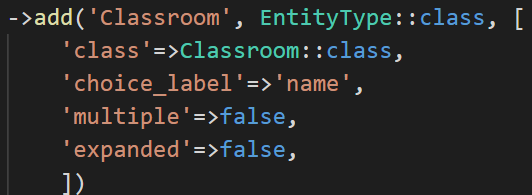 ->add('Classroom', EntityType::class, [
'class'=>Classroom::class,
'choice_label'=>'name',
'multiple'=>false,
'expanded'=>false,
])